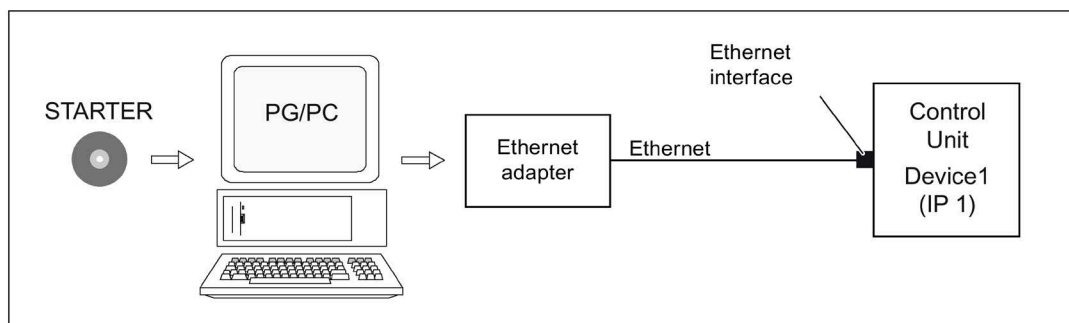 STARTER
PG/PC
Ethernet
adapter
Ethernet
Ethernet
interface
Control
Unit
Device1
(IP 1)